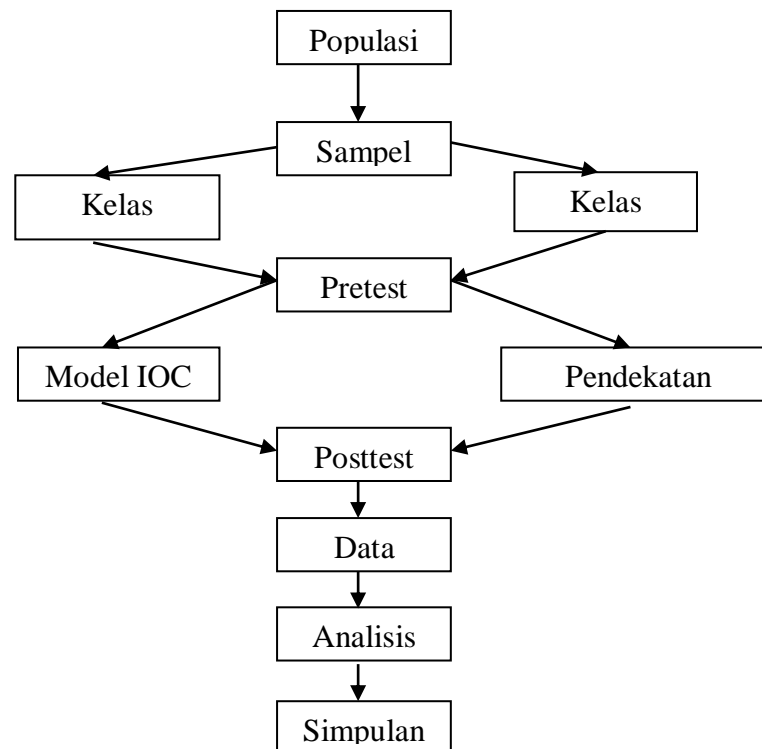 Populasi
Sampel
Kelas
Kelas
Pretest
Model IOC
Pendekatan
Posttest
Data
Analisis
Simpulan